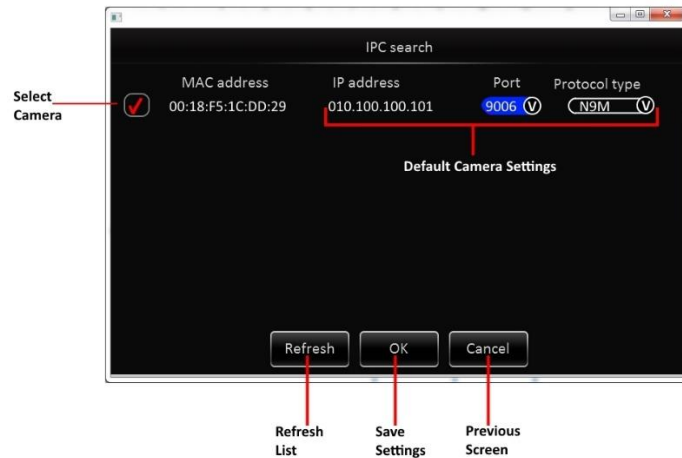 IPC search
MAC address IP address Port Protocol type
Select
Camera
00:18:F5:1C:DD:29 010.100.100.101 9006 V N9M V
Default Camera Settings
Refresh OK Cancel
Refresh
List
Save
Settings
Previous
Screen